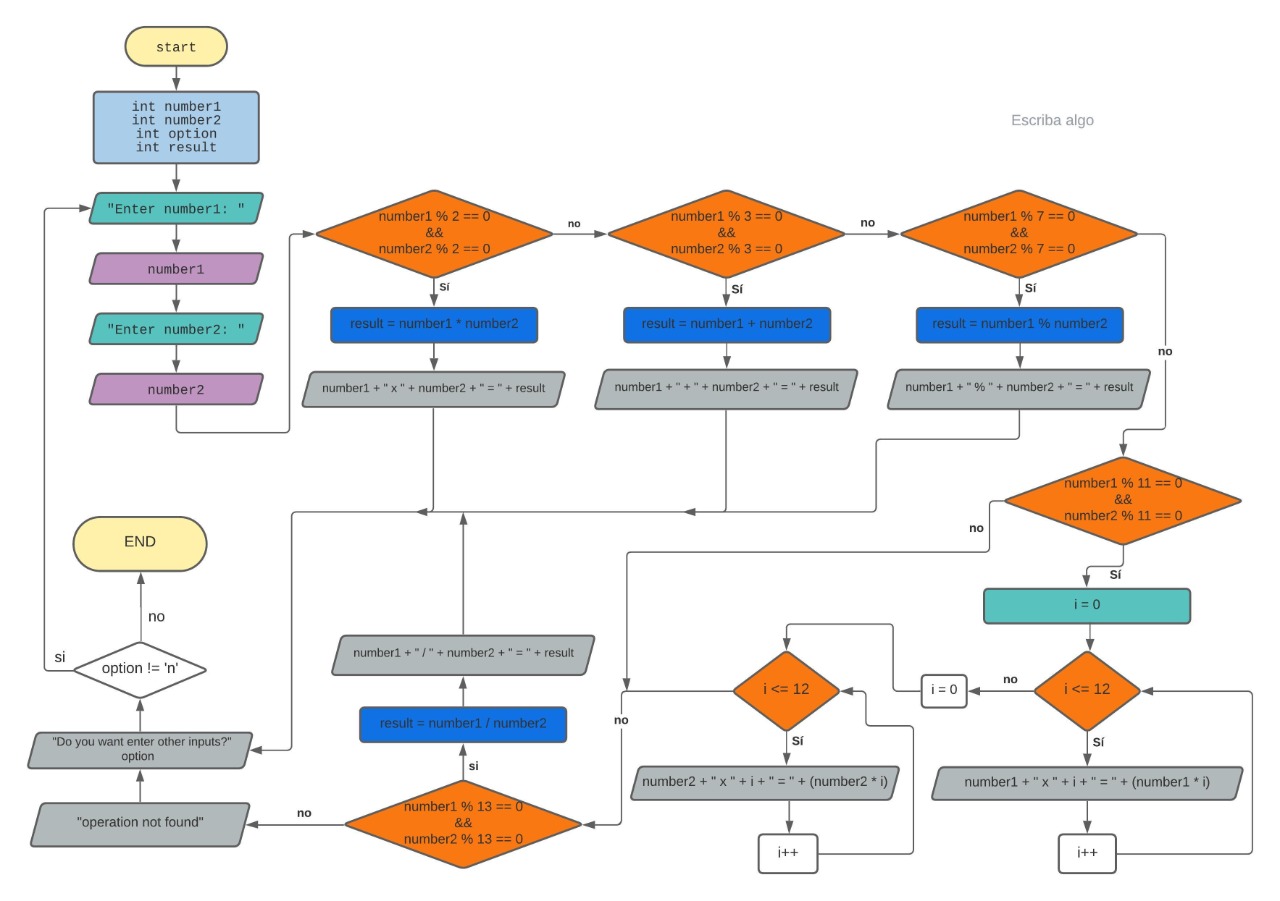 start
int number1
int number2
int option
int result
Escriba algo
"Enter number1: "
number1
"Enter number2: "
number2
number1 % 2 == 0
&&
number2 % 2 == 0
no
number1 % 3 == 0
&&
number2 % 3 == 0
no
number1 % 7 == 0
&&
number2 % 7 == 0
Sí
Sí
Sí
result = number1 * number2
result = number1 + number2
result = number1 % number2
no
number1 + " x " + number2 + " = " + result
number1 + " + " + number2 + " = " + result
number1 + " % " + number2 + " = " + result
number1 % 11 == 0
&&
number2 % 11 == 0
no
Sí
i = 0
END
no
si
option != 'n'
number1 + " / " + number2 + " = " + result
i <= 12
i = 0
no
i <= 12
no
result = number1 / number2
Sí
Sí
"Do you want enter other inputs?"
option
si
number2 + " x " + i + " = " + (number2 * i)
number1 + " x " + i + " = " + (number1 * i)
"operation not found"
no
number1 % 13 == 0
&&
number2 % 13 == 0
i++
i++